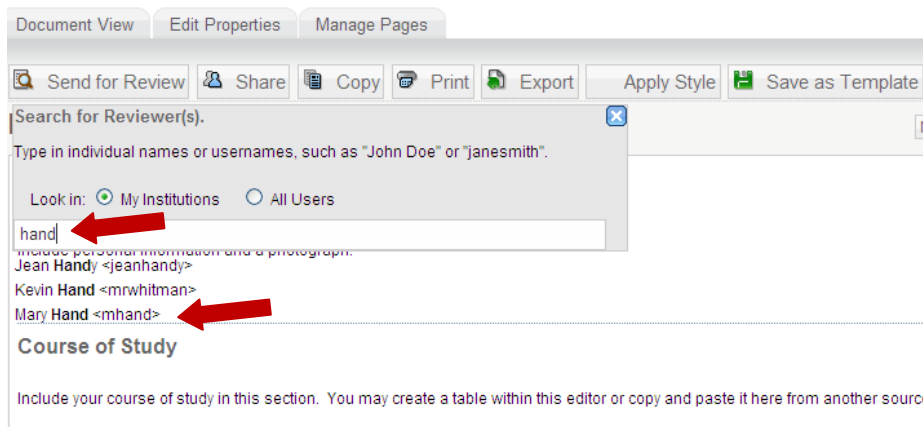 Document View Edit Properties Manage Pages
Send for Review Share Copy Print Export Apply Style Save as Template
Search for Reviewer(s).
Type in individual names or usernames, such as "John Doe" or "janesmith".
Look in: My Institutions All Users
hand
Include personal information and a photograph.
Jean Handy <jeanhandy>
Kevin Hand <mrwhitman>
Mary Hand <mhand>
Course of Study
Include your course of study in this section. You may create a table within this editor or copy and paste it here from another sourc